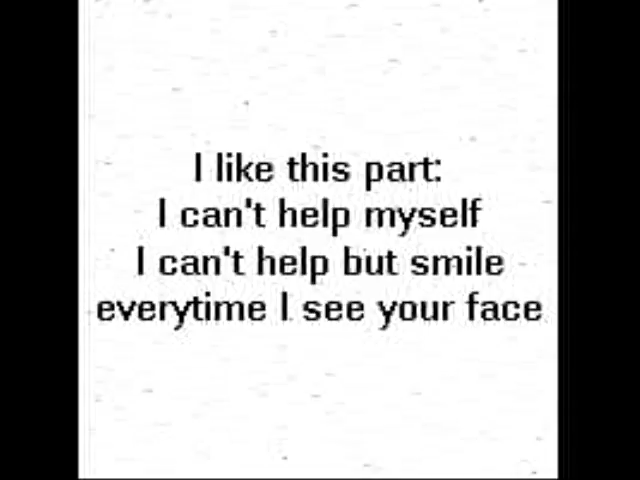 I like this part:
I can't help myself
I can't help but smile
everytime I see your face